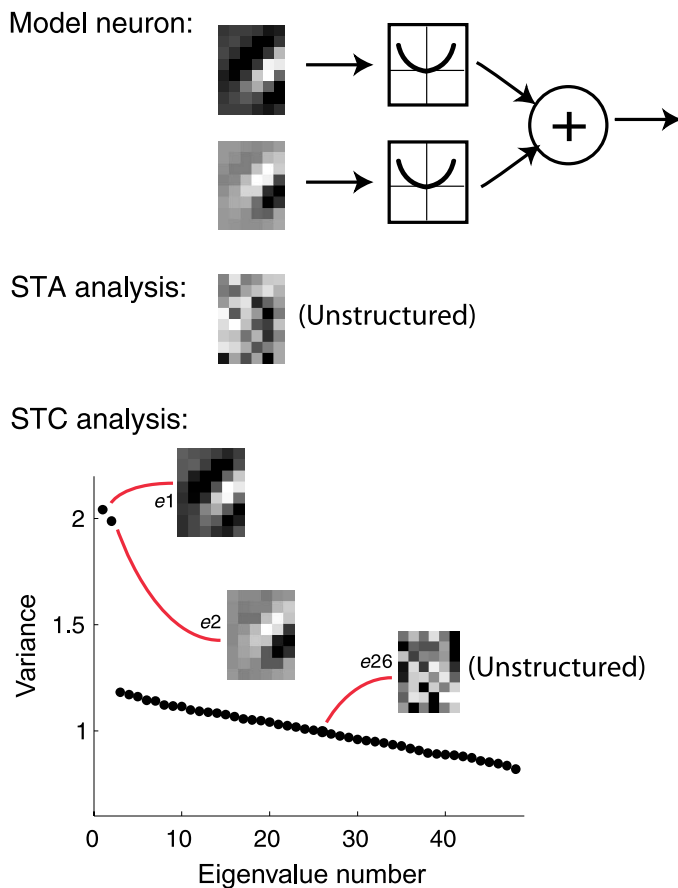 Model neuron:
+
STA analysis:
(Unstructured)
STC analysis:
e1
2
e2
1.5
e26
(Unstructured)
Variance
1
0 10 20 30 40
Eigenvalue number